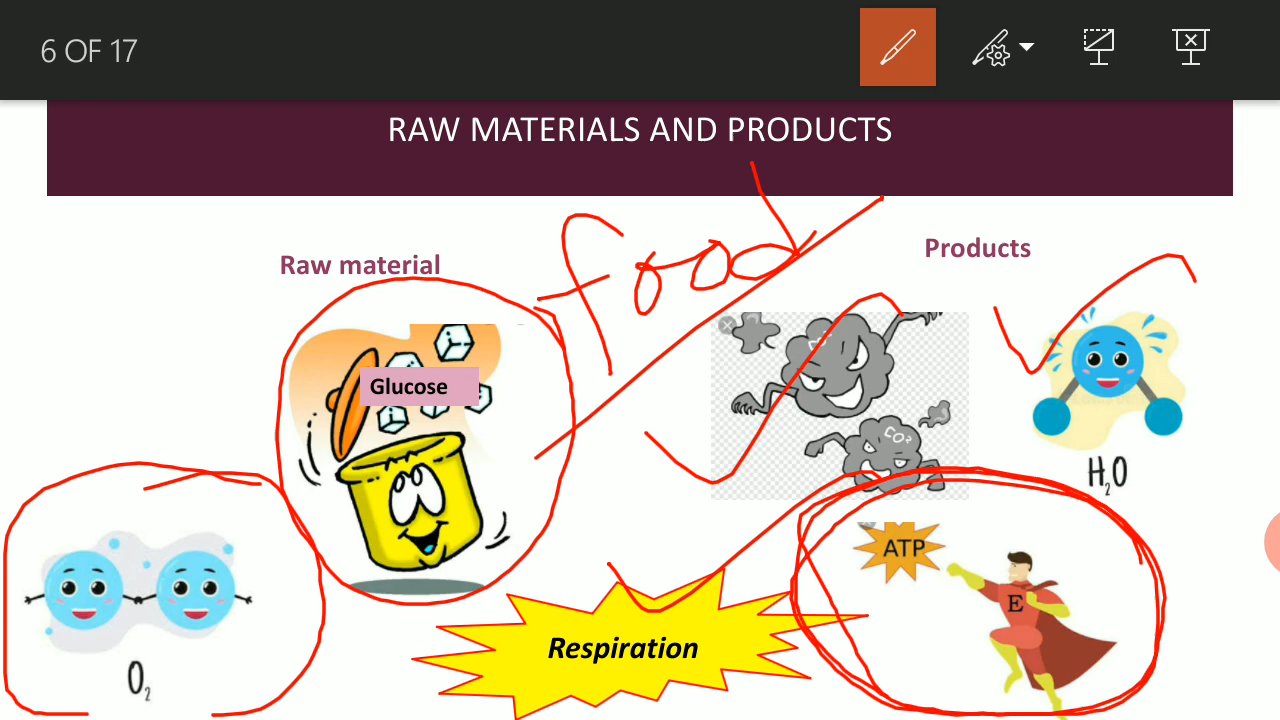 6 OF 17
RAW MATERIALS AND PRODUCTS
food
Raw material
Products
Glucose
CO²
H₂O
ATP
E
O₂
Respiration